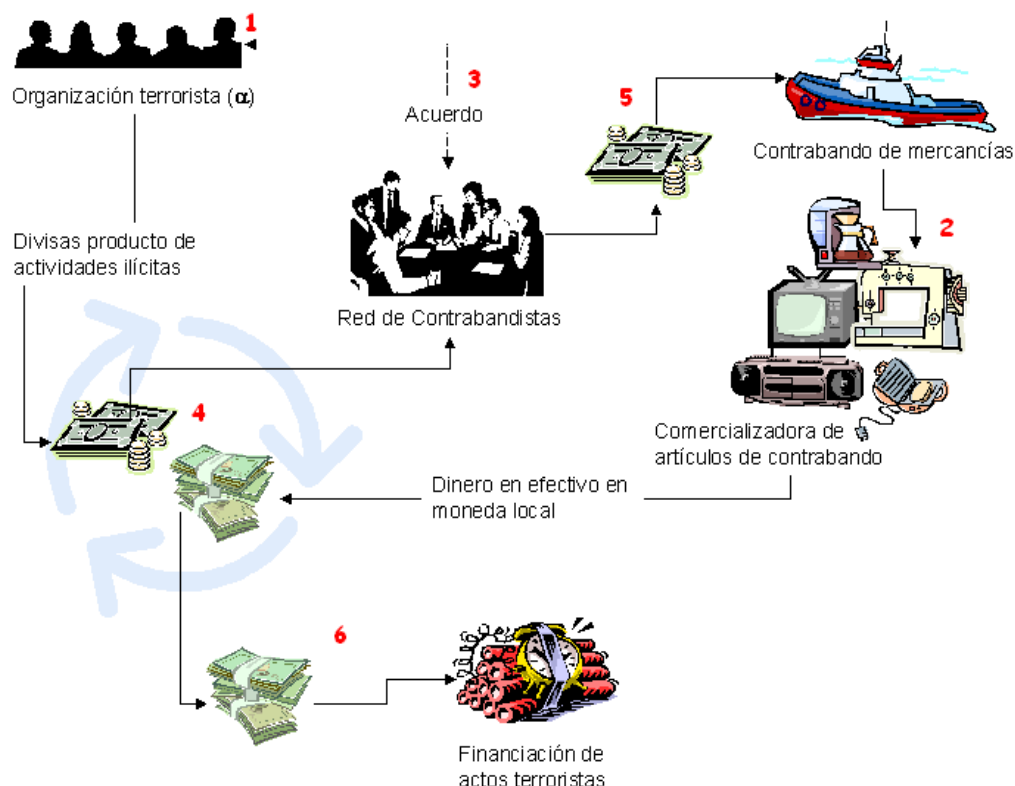 1
Organización terrorista (α)
3
Acuerdo
5
Contrabando de mercancías
2
Divisas producto de
actividades ilícitas
Red de Contrabandistas
4
Comercializadora de
artículos de contrabando
Dinero en efectivo en
moneda local
6
Financiación de
actos terroristas